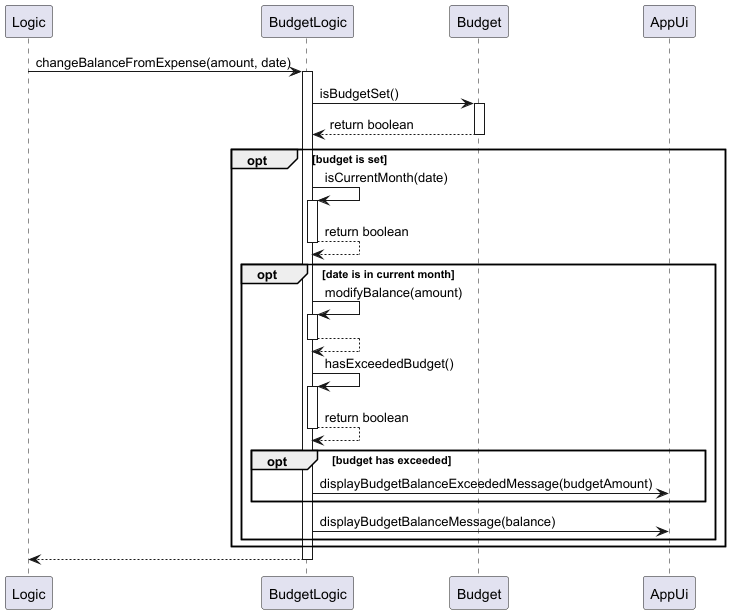 Logic BudgetLogic Budget AppUi
changeBalanceFromExpense(amount, date)
isBudgetSet()
return boolean
opt [budget is set]
isCurrentMonth(date)
return boolean
opt [date is in current month]
modifyBalance(amount)
hasExceededBudget()
return boolean
opt [budget has exceeded]
displayBudgetBalanceExceededMessage(budgetAmount)
displayBudgetBalanceMessage(balance)
Logic BudgetLogic Budget AppUi